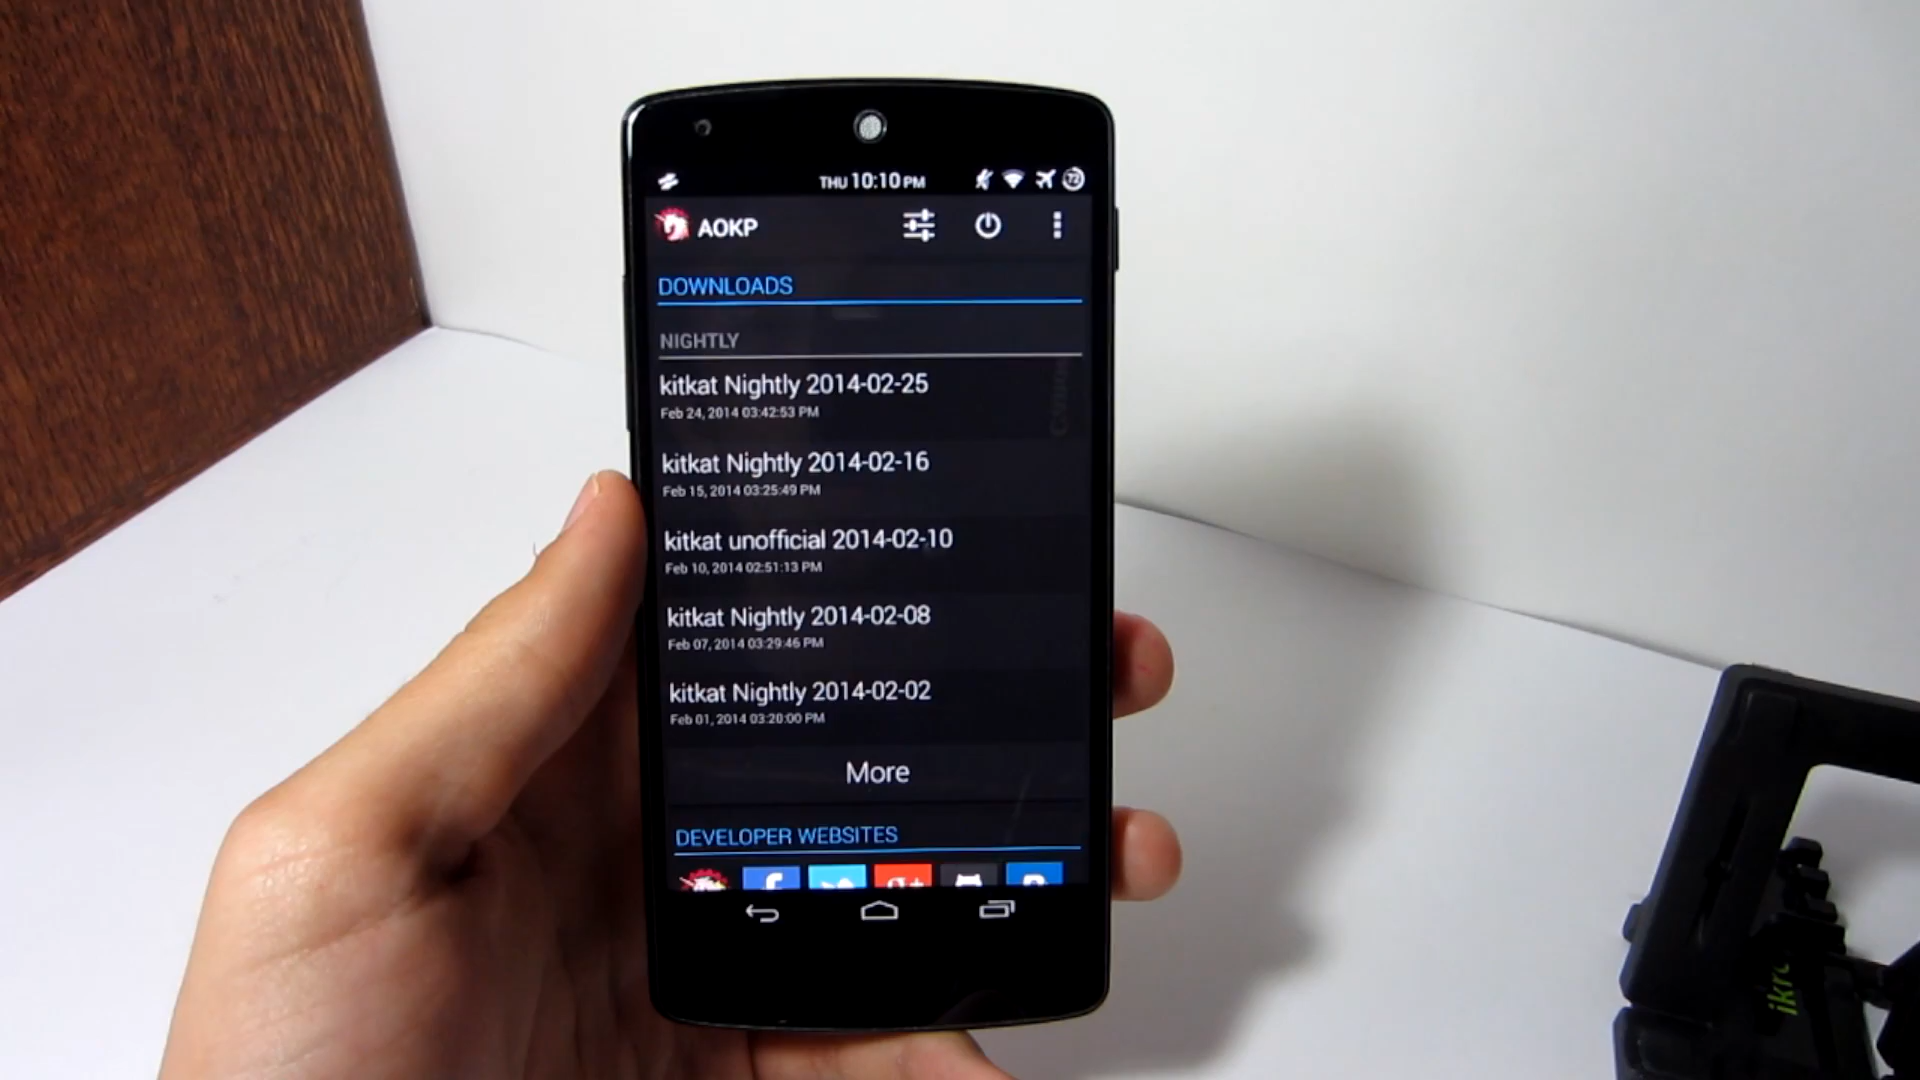 THU 10:10 PM 72
AOKP
DOWNLOADS
NIGHTLY
kitkat Nightly 2014-02-25
Feb 24, 2014 03:42:53 PM
kitkat Nightly 2014-02-16
Feb 15, 2014 03:25:49 PM
kitkat unofficial 2014-02-10
Feb 10, 2014 02:51:13 PM
kitkat Nightly 2014-02-08
Feb 07, 2014 03:29:46 PM
kitkat Nightly 2014-02-02
Feb 01, 2014 03:20:00 PM
More
DEVELOPER WEBSITES
f
g+